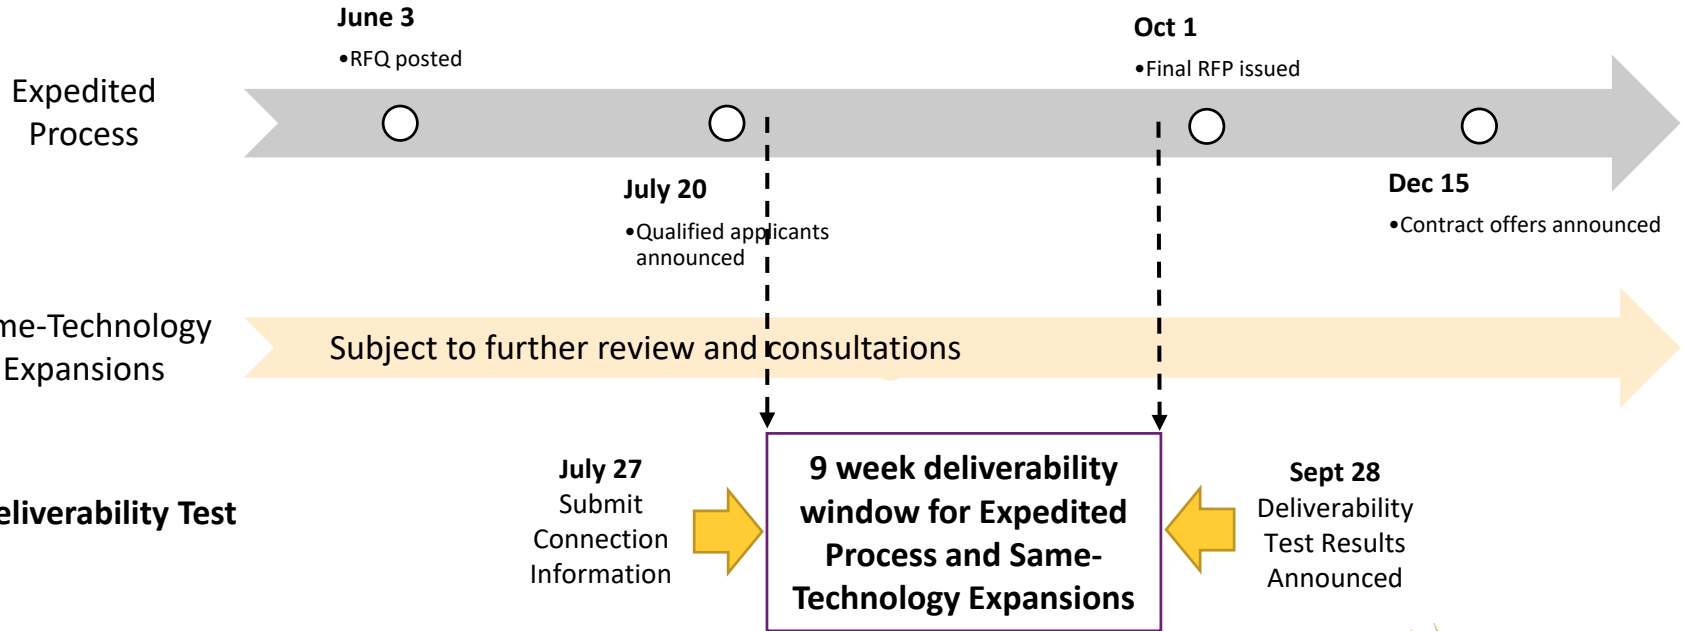 June 3
•RFQ posted
Oct 1
•Final RFP issued
Expedited
Process
July 20
•Qualified applicants
announced
Dec 15
•Contract offers announced
me-Technology
Expansions
Subject to further review and consultations
eliverability Test
July 27
Submit
Connection
Information
9 week deliverability
window for Expedited
Process and Same-
Technology Expansions
Sept 28
Deliverability
Test Results
Announced